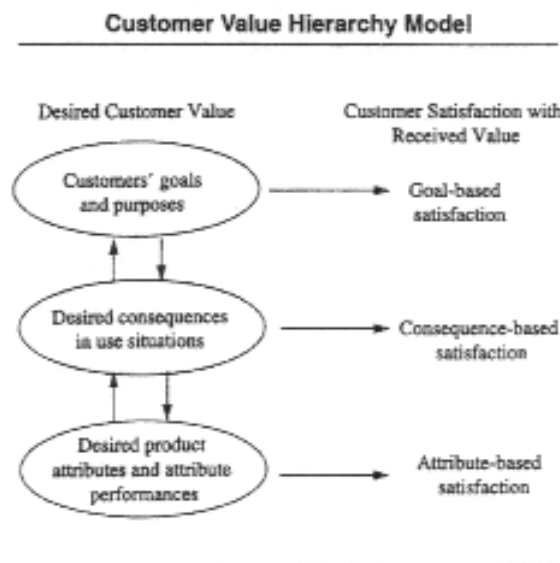 Customer Value Hierarchy Model
Desired Customer Value
Customer Satisfaction with
Received Value
Customers' goals
and purposes
Goal-based
satisfaction
Desired consequences
in use situations
Consequence-based
satisfaction
Desired product
attributes and attribute
performances
Attribute-based
satisfaction